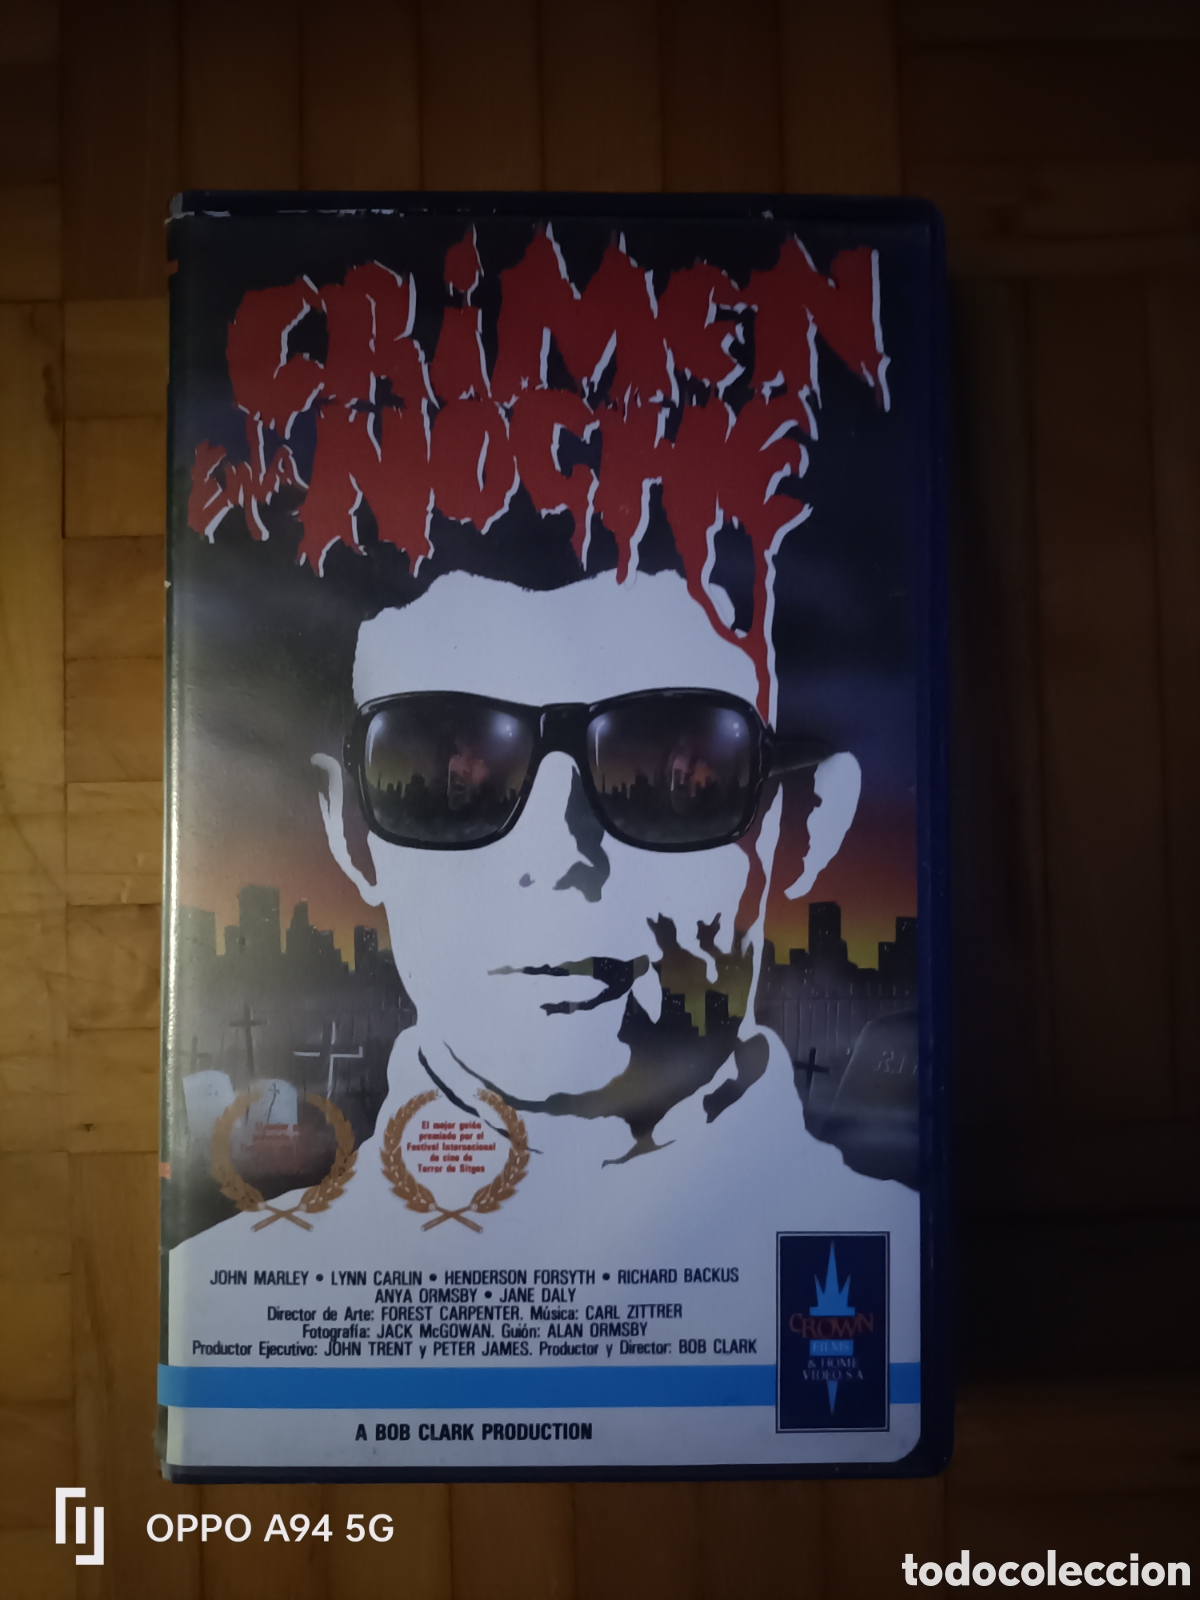 CRIMEN
EN LA NOCHE
R.I.P
El mejor guión
premiado por el
Festival Internacional
de cine de
Terror de Sitges
JOHN MARLEY • LYNN CARLIN • HENDERSON FORSYTH • RICHARD BACKUS
ANYA ORMSBY • JANE DALY
Director de Arte: FOREST CARPENTER. Música: CARL ZITTRER
Fotografía: JACK McGOWAN. Guión: ALAN ORMSBY
Productor Ejecutivo: JOHN TRENT y PETER JAMES. Productor y Director: BOB CLARK
CROWN
FILMS
& HOME
VIDEO, S.A
A BOB CLARK PRODUCTION
OPPO A94 5G
todocoleccion